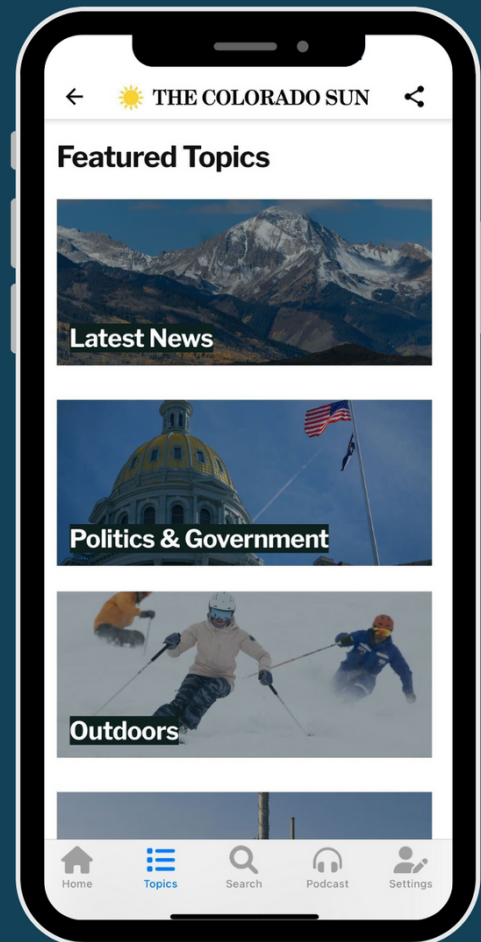 THE COLORADO SUN
Featured Topics
Latest News
Politics & Government
Outdoors
Home Topics Search Podcast Settings